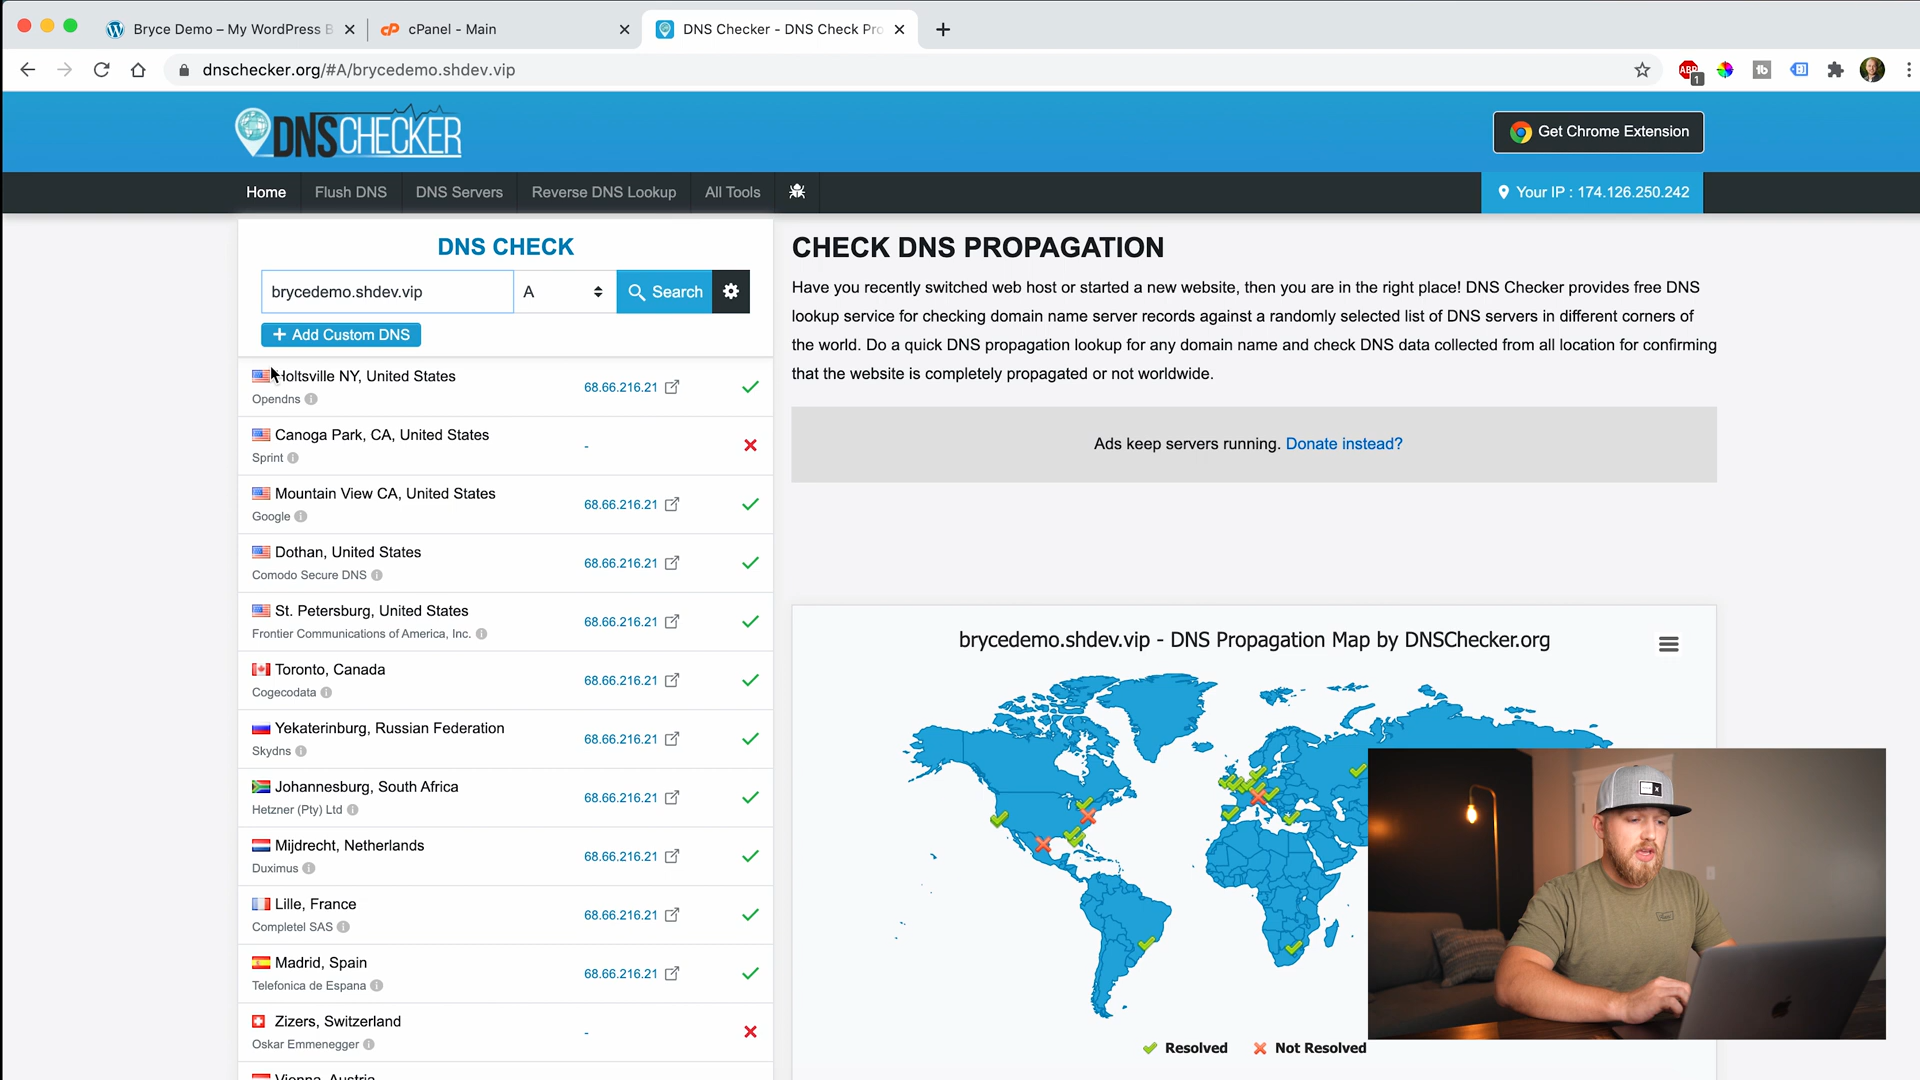 Bryce Demo – My WordPress B
cPanel - Main
DNS Checker - DNS Check Pro
dnschecker.org/#A/brycedemo.shdev.vip
ABP
1
tb
DNSCHECKER
Get Chrome Extension
Home
Flush DNS
DNS Servers
Reverse DNS Lookup
All Tools
Your IP : 174.126.250.242
DNS CHECK
brycedemo.shdev.vip
A
Search
+ Add Custom DNS
Holtsville NY, United States
Opendns
68.66.216.21
Canoga Park, CA, United States
Sprint
-
Mountain View CA, United States
Google
68.66.216.21
Dothan, United States
Comodo Secure DNS
68.66.216.21
St. Petersburg, United States
Frontier Communications of America, Inc.
68.66.216.21
Toronto, Canada
Cogecodata
68.66.216.21
Yekaterinburg, Russian Federation
Skydns
68.66.216.21
Johannesburg, South Africa
Hetzner (Pty) Ltd
68.66.216.21
Mijdrecht, Netherlands
Duximus
68.66.216.21
Lille, France
Completel SAS
68.66.216.21
Madrid, Spain
Telefonica de Espana
68.66.216.21
Zizers, Switzerland
Oskar Emmenegger
-
Vienna, Austria
CHECK DNS PROPAGATION
Have you recently switched web host or started a new website, then you are in the right place! DNS Checker provides free DNS
lookup service for checking domain name server records against a randomly selected list of DNS servers in different corners of
the world. Do a quick DNS propagation lookup for any domain name and check DNS data collected from all location for confirming
that the website is completely propagated or not worldwide.
Ads keep servers running. Donate instead?
brycedemo.shdev.vip - DNS Propagation Map by DNSChecker.org
Resolved
Not Resolved